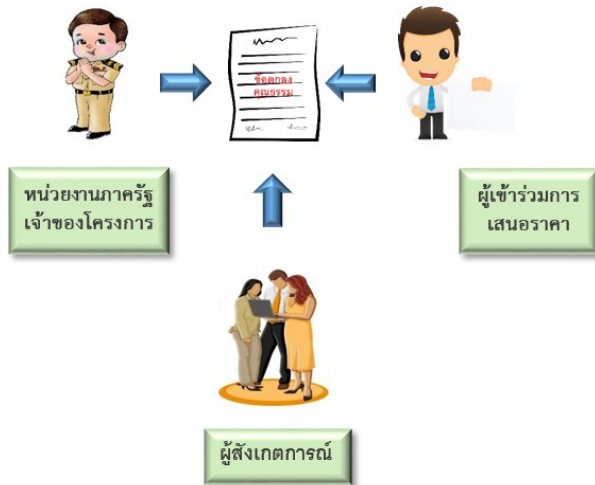 ข้อตกลง
คุณธรรม
หน่วยงานภาครัฐ
เจ้าของโครงการ
ผู้เข้าร่วมการ
เสนอราคา
ผู้สังเกตการณ์